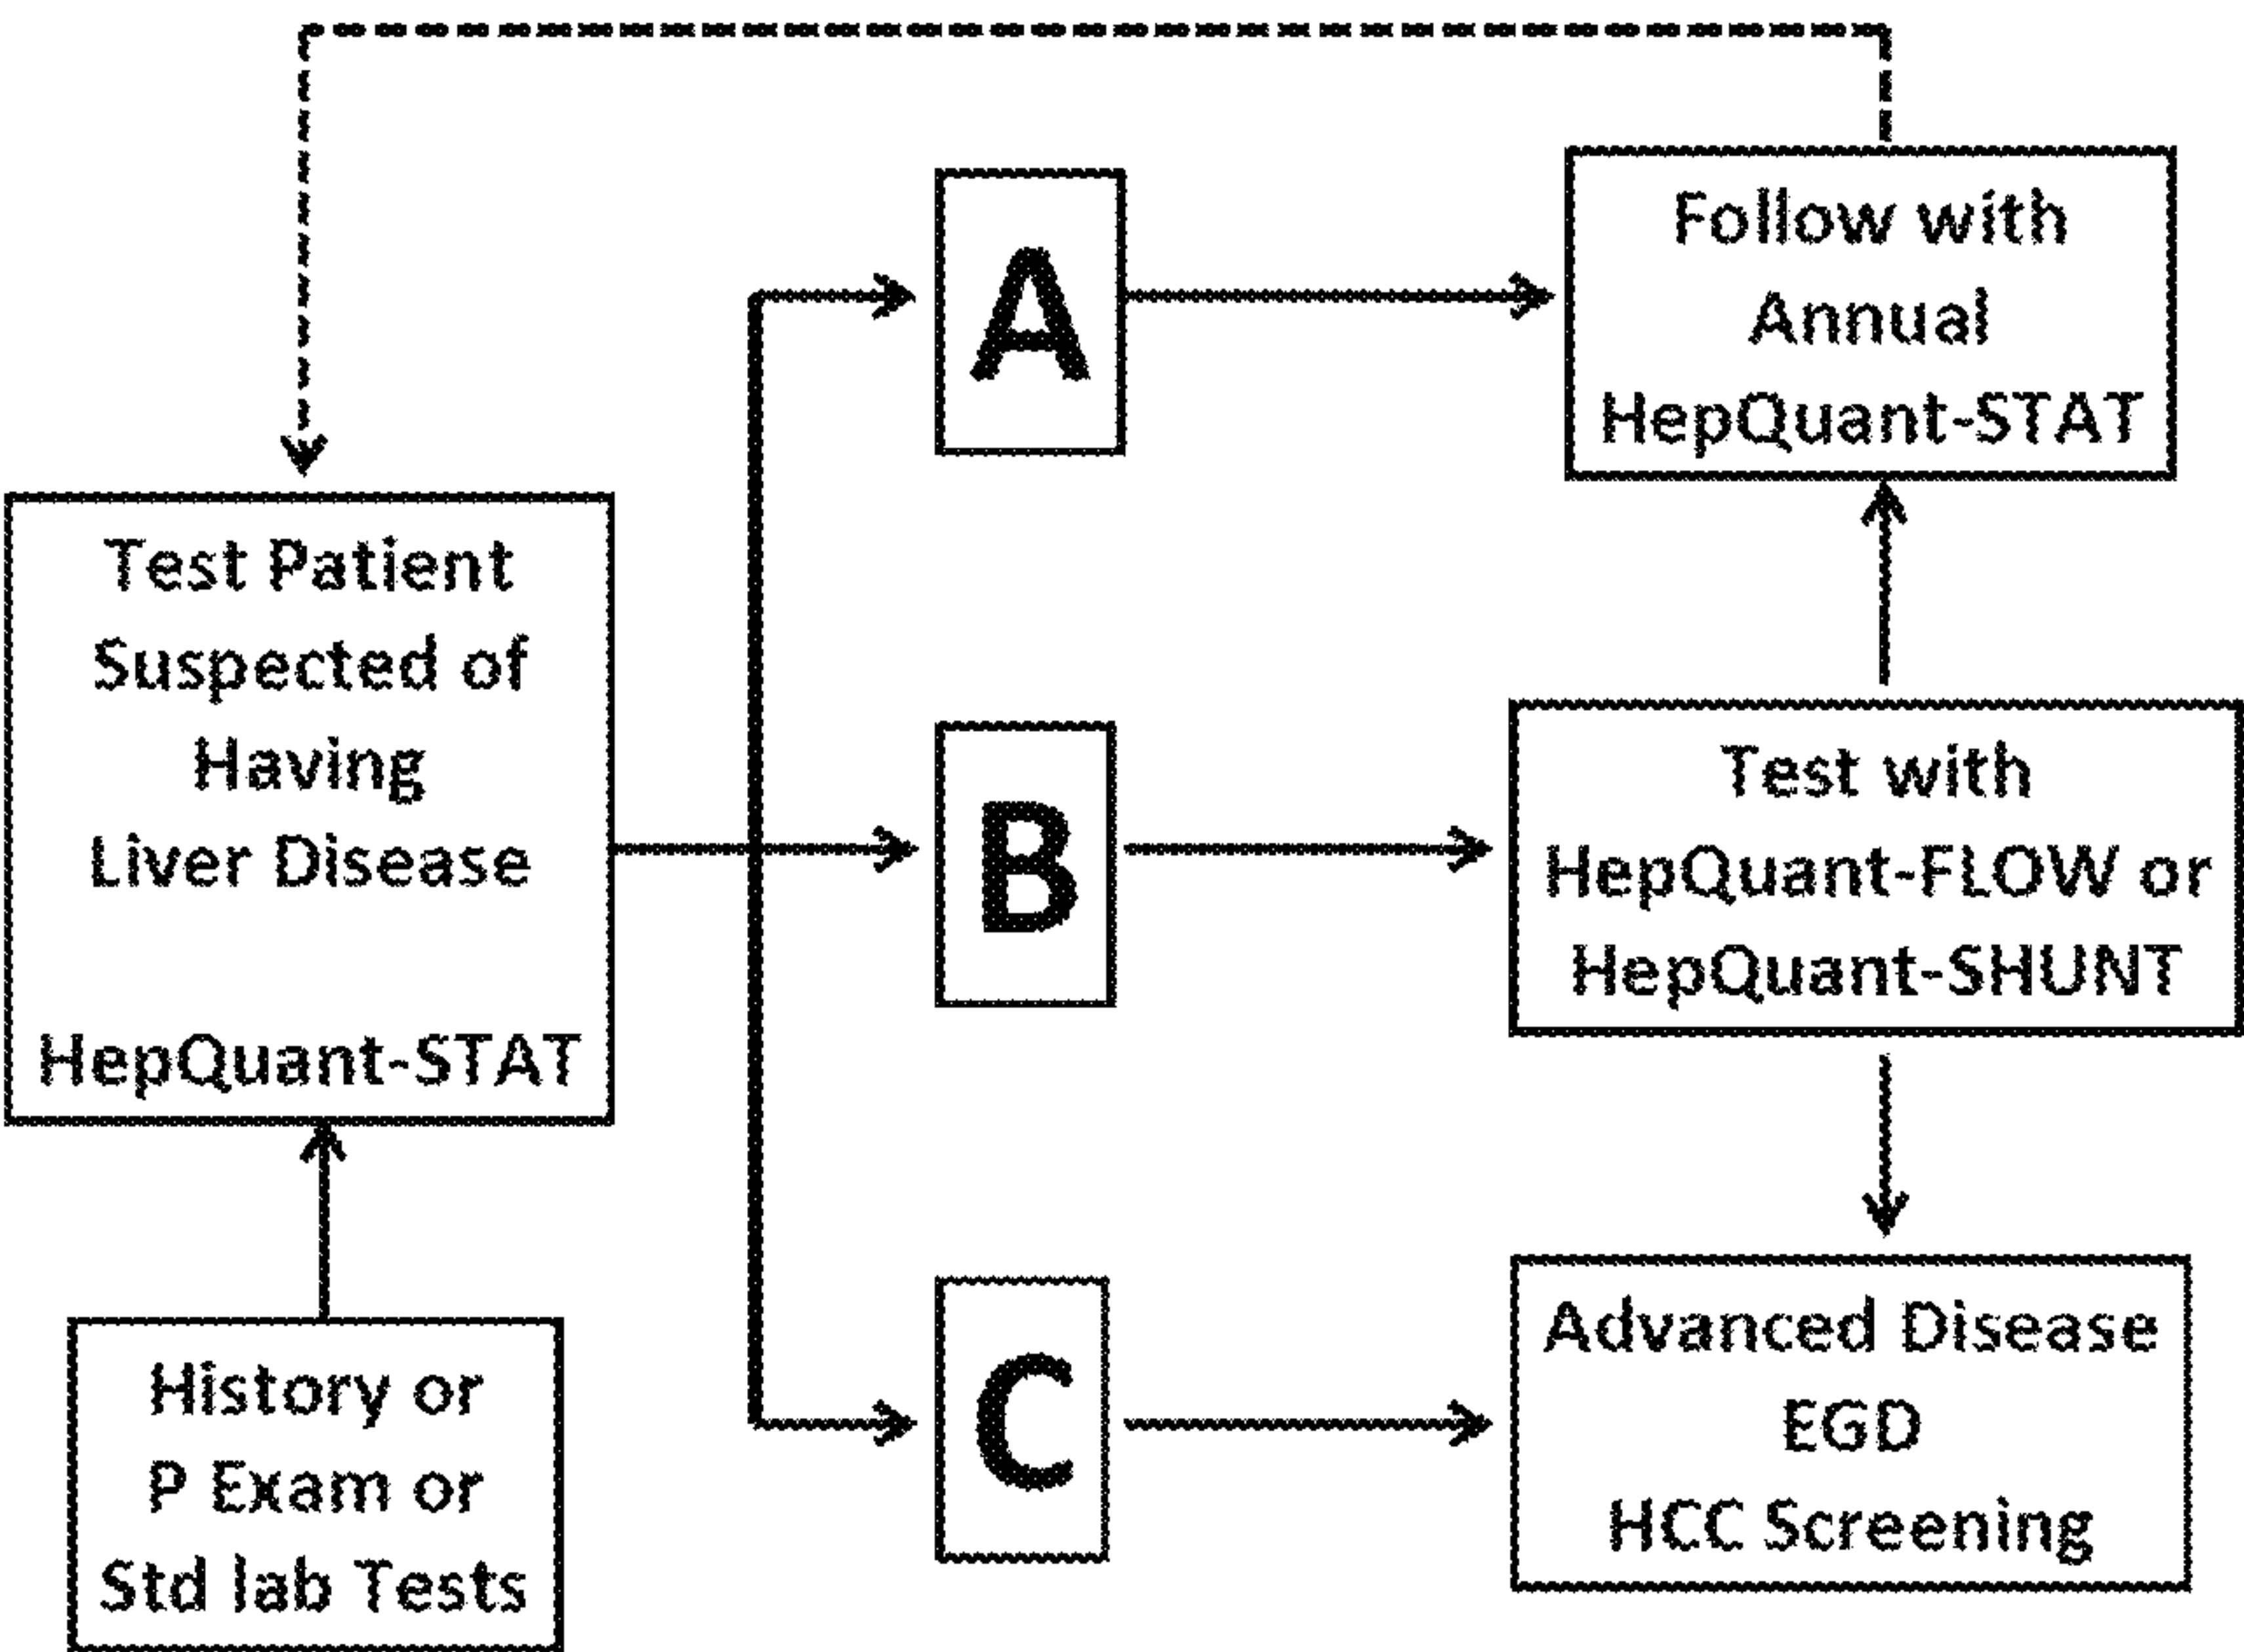 Test Patient
Suspected of
Having
Liver Disease
HepQuant-STAT
History or
P Exam or
Std lab Tests
A
B
C
Follow with
Annual
HepQuant-STAT
Test with
HepQuant-FLOW or
HepQuant-SHUNT
Advanced Disease
EGD
HCC Screening